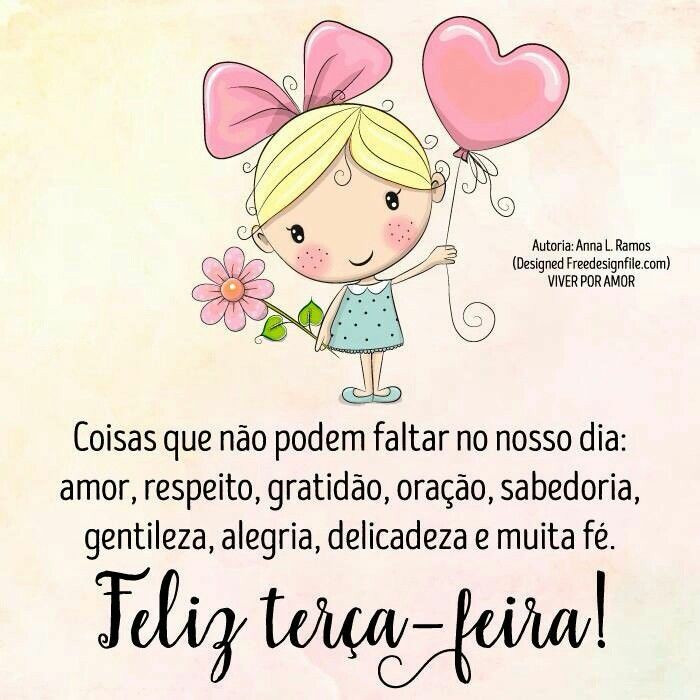 Autoria: Anna L. Ramos
(Designed Freedesignfile.com)
VIVER POR AMOR
Coisas que não podem faltar no nosso dia:
amor, respeito, gratidão, oração, sabedoria,
gentileza, alegria, delicadeza e muita fé.
Feliz terça-feira!